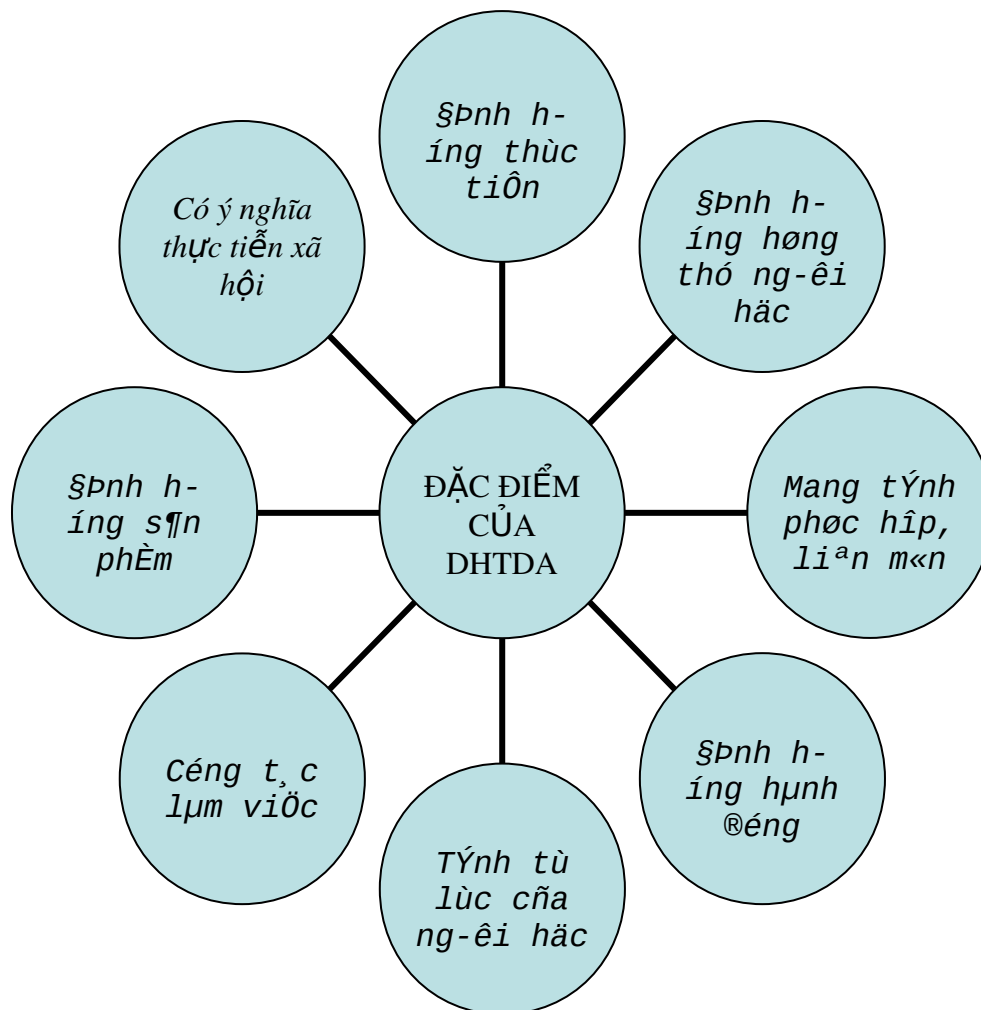 §Þnh h-
íng thùc
tiÔn
§Þnh h-
íng høng
thó ng-êi
häc
Mang tÝnh
phøc hîp,
liªn m«n
§Þnh h-
íng hµnh
®éng
TÝnh tù
lùc cña
ng-êi häc
Céng t¸c
lµm viÖc
§Þnh h-
íng s¶n
phÈm
Có ý nghĩa
thực tiễn xã
hội
ĐẶC ĐIỂM
CỦA
DHTDA